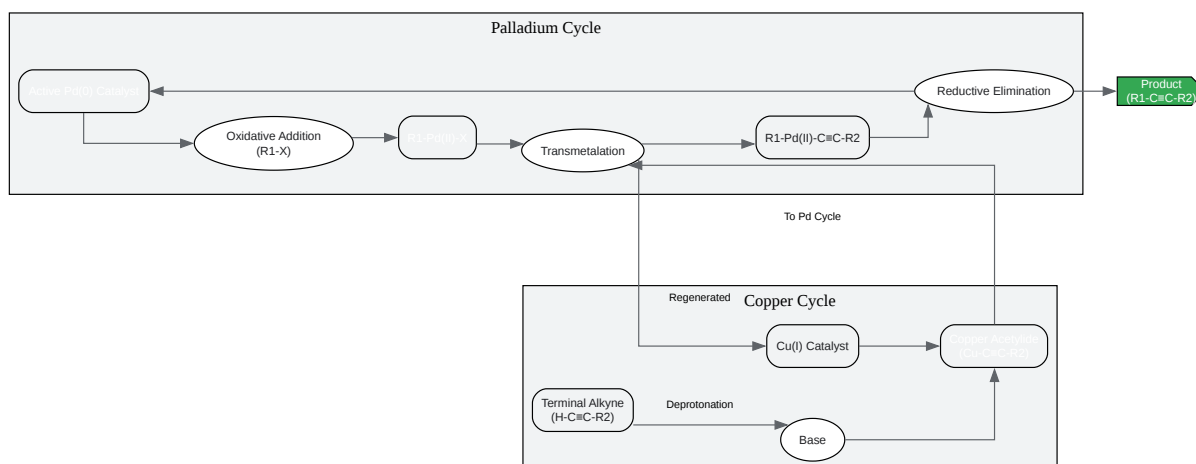 Palladium Cycle
Active Pd(0) Catalyst
Oxidative Addition
(R1-X)
R1-Pd(II)-X
Transmetalation
R1-Pd(II)-C≡C-R2
Reductive Elimination
Product
(R1-C≡C-R2)
To Pd Cycle
Regenerated
Copper Cycle
Cu(I) Catalyst
Copper Acetylide
(Cu-C≡C-R2)
Terminal Alkyne
(H-C≡C-R2)
Deprotonation
Base